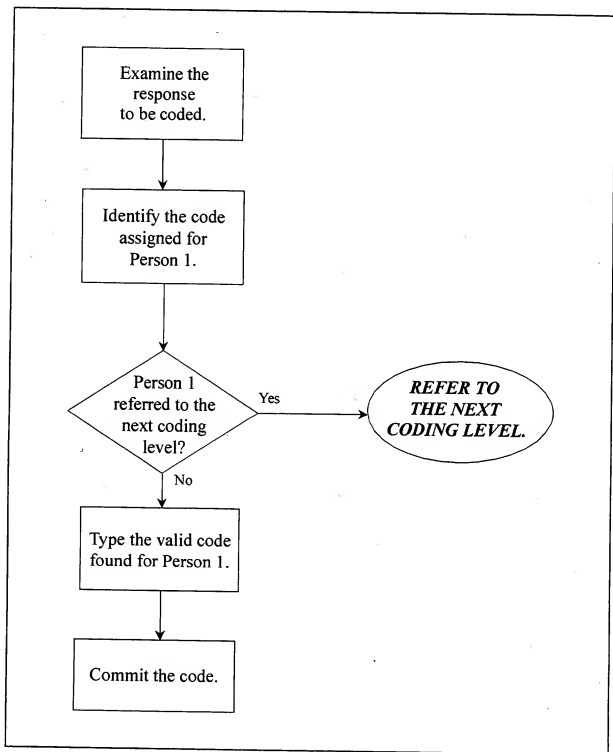 Examine the
response
to be coded.
Identify the code
assigned for
Person 1.
Person 1
referred to the
next coding
level?
Yes
REFER TO
THE NEXT
CODING LEVEL.
No
Type the valid code
found for Person 1.
Commit the code.